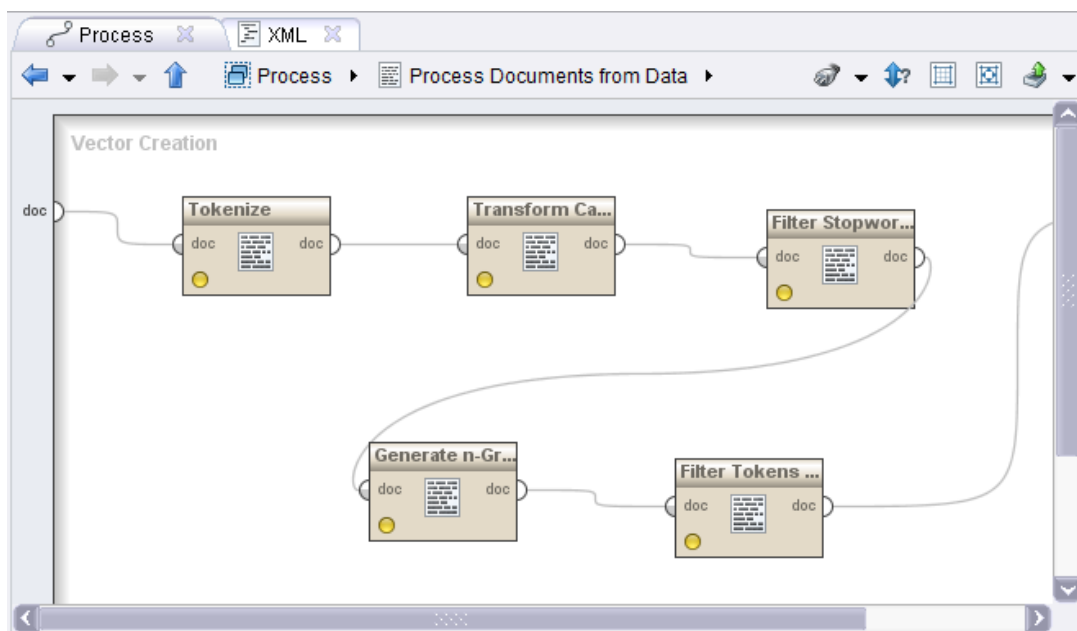 Process
XML
Process
Process Documents from Data
?
Vector Creation
doc
Tokenize
doc doc
Transform Ca...
doc doc
Filter Stopwor...
doc doc
Generate n-Gr...
doc doc
Filter Tokens ...
doc doc